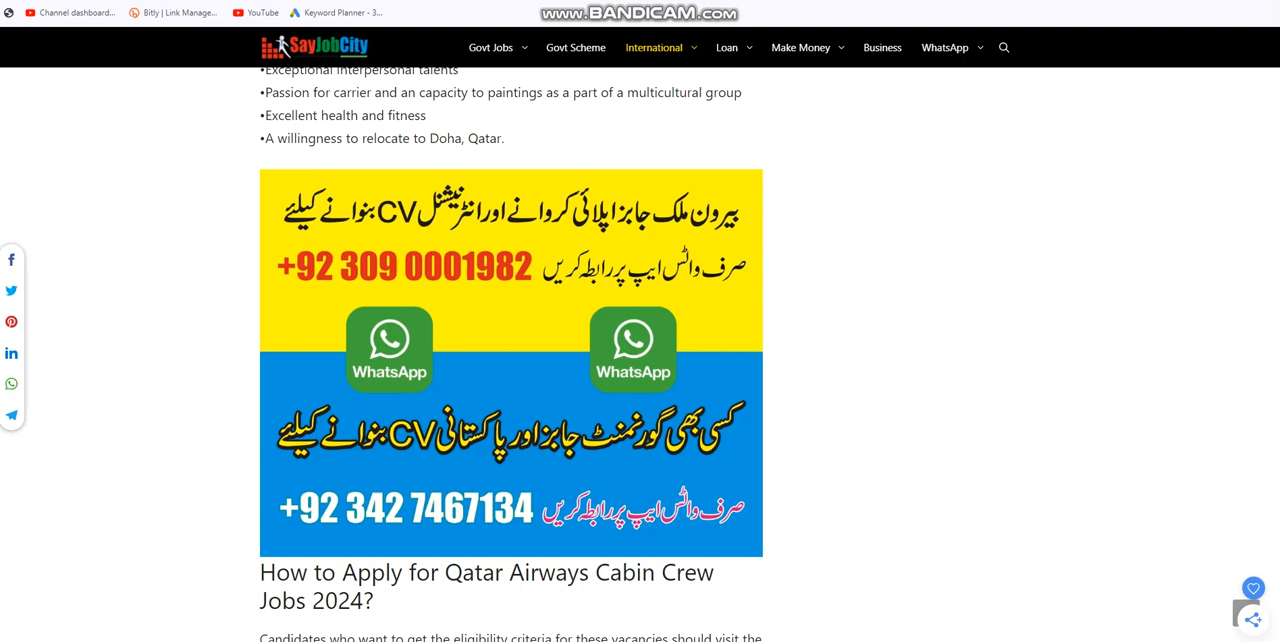 Channel dashboard... Bitly | Link Manage... YouTube Keyword Planner - 3...
www.BANDICAM.com
SayJobCity Govt Jobs Govt Scheme International Loan Make Money Business WhatsApp
•Exceptional interpersonal talents
•Passion for carrier and an capacity to paintings as a part of a multicultural group
•Excellent health and fitness
•A willingness to relocate to Doha, Qatar.
بیرون ملک جابز اپلائی کروانے اور انٹرنیشنل CV بنوانے کیلئے
صرف واٹس ایپ پر رابطہ کریں +92 309 0001982
WhatsApp WhatsApp
کسی بھی گورنمنٹ جابز اور پاکستانی CV بنوانے کیلئے
صرف واٹس ایپ پر رابطہ کریں +92 342 7467134
How to Apply for Qatar Airways Cabin Crew
Jobs 2024?
Candidates who want to get the eligibility criteria for these vacancies should visit the